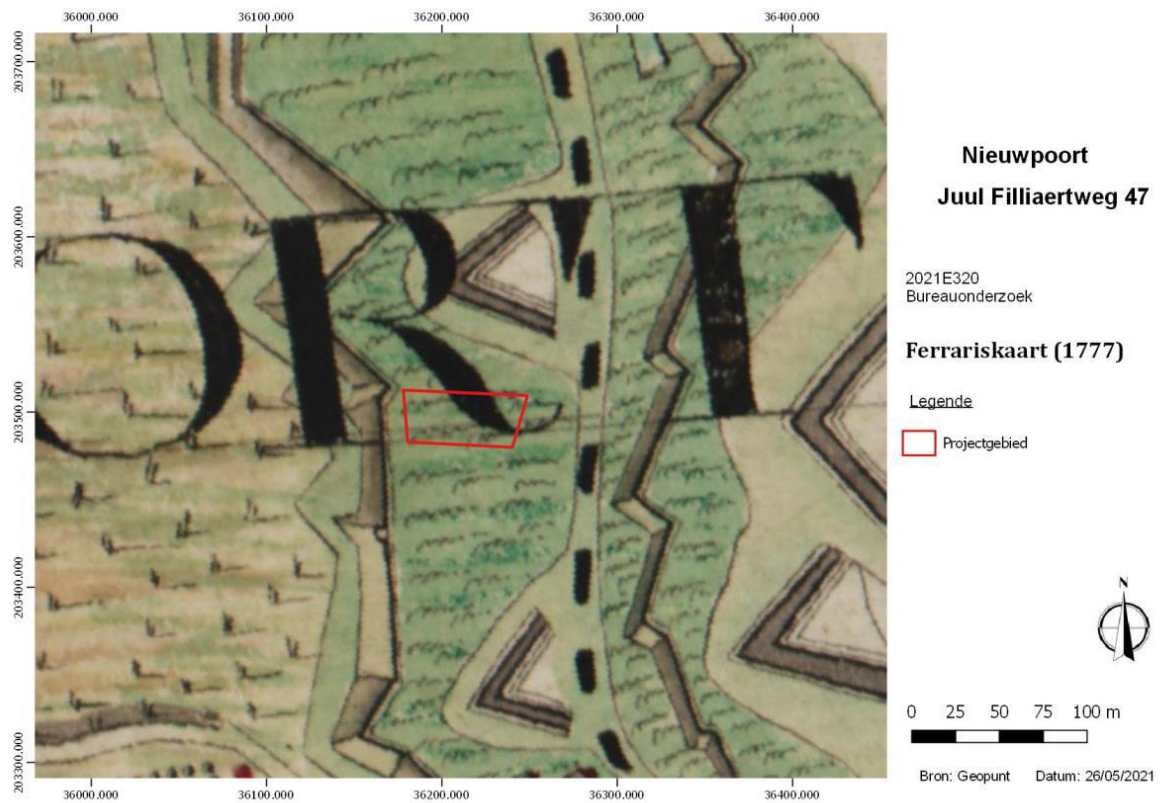 36000.000
36100.000
36200.000
36300.000
36400.000
203700.000
203600.000
203500.000
203400.000
203300.000
ORT
Nieuwpoort
Juul Filliaertweg 47
2021E320
Bureauonderzoek
Ferrariskaart (1777)
Legende
Projectgebied
N
0 25 50 75 100 m
Bron: Geopunt Datum: 26/05/2021
36000.000
36100.000
36200.000
36300.000
36400.000